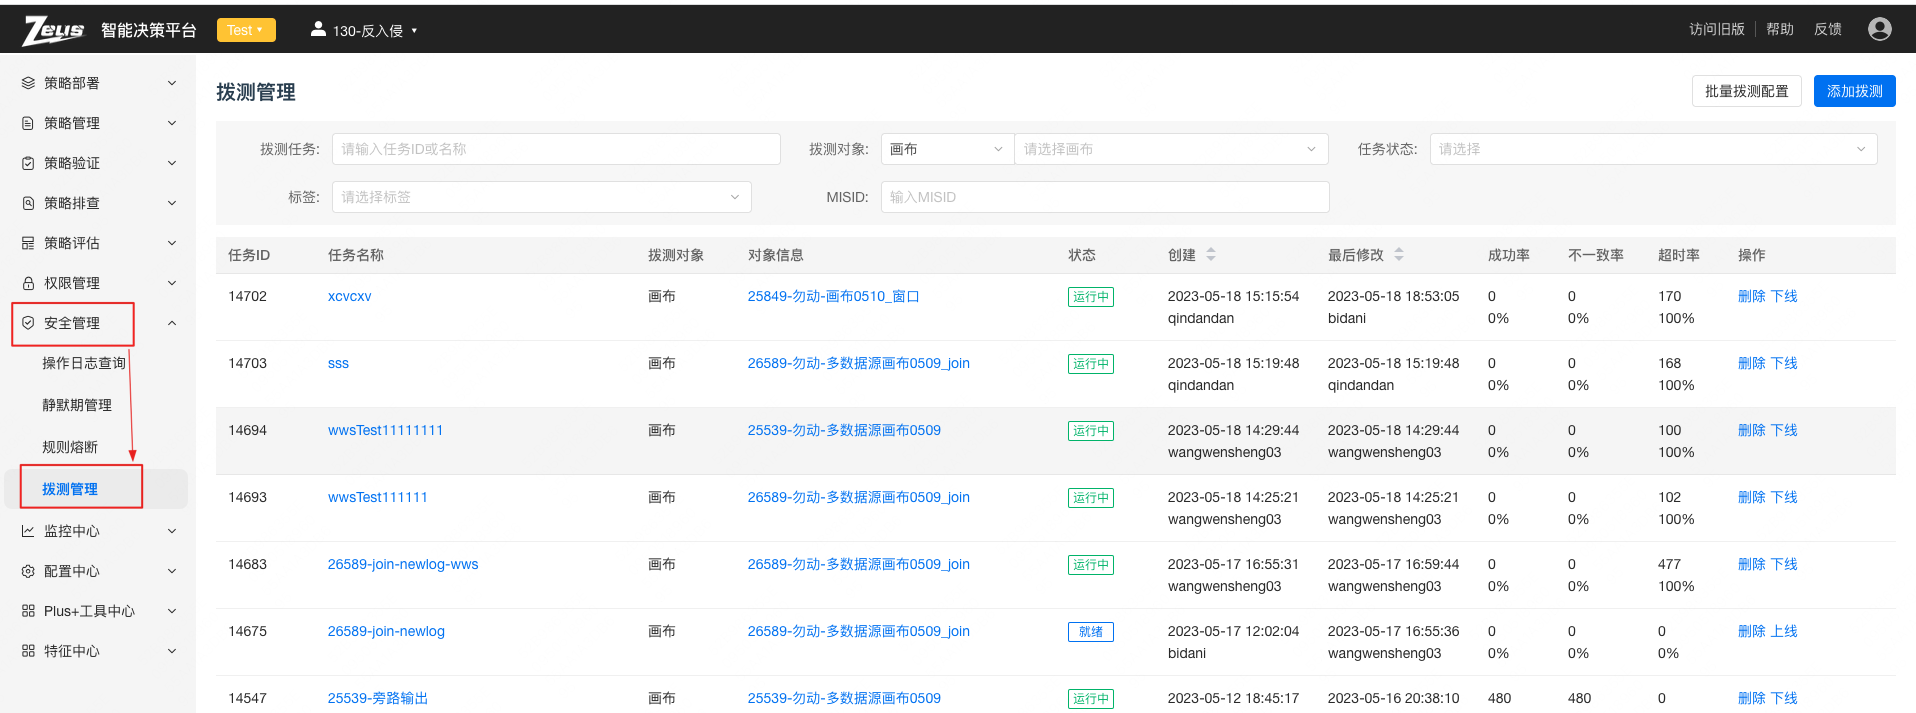 Zeus 智能决策平台 Test 130-反入侵 访问旧版 帮助 反馈
策略部署
策略管理
策略验证
策略排查
策略评估
权限管理
安全管理
操作日志查询
静默期管理
规则熔断
拨测管理
监控中心
配置中心
Plus+工具中心
特征中心
拨测管理 批量拨测配置 添加拨测
拨测任务: 请输入任务ID或名称 拨测对象: 画布 请选择画布 任务状态: 请选择
标签: 请选择标签 MISID: 输入MISID
任务ID 任务名称 拨测对象 对象信息 状态 创建 最后修改 成功率 不一致率 超时率 操作
14702 xcvcxv 画布 25849-勿动-画布0510_窗口 运行中 2023-05-18 15:15:54 2023-05-18 18:53:05 0 0 170 删除 下线
qindandan bidani 0% 0% 100%
14703 sss 画布 26589-勿动-多数据源画布0509_join 运行中 2023-05-18 15:19:48 2023-05-18 15:19:48 0 0 168 删除 下线
qindandan qindandan 0% 0% 100%
14694 wwsTest11111111 画布 25539-勿动-多数据源画布0509 运行中 2023-05-18 14:29:44 2023-05-18 14:29:44 0 0 100 删除 下线
wangwensheng03 wangwensheng03 0% 0% 100%
14693 wwsTest111111 画布 26589-勿动-多数据源画布0509_join 运行中 2023-05-18 14:25:21 2023-05-18 14:25:21 0 0 102 删除 下线
wangwensheng03 wangwensheng03 0% 0% 100%
14683 26589-join-newlog-wws 画布 26589-勿动-多数据源画布0509_join 运行中 2023-05-17 16:55:31 2023-05-17 16:59:44 0 0 477 删除 下线
wangwensheng03 wangwensheng03 0% 0% 100%
14675 26589-join-newlog 画布 26589-勿动-多数据源画布0509_join 就绪 2023-05-17 12:02:04 2023-05-17 16:55:36 0 0 0 删除 上线
bidani wangwensheng03 0% 0% 0%
14547 25539-旁路输出 画布 25539-勿动-多数据源画布0509 运行中 2023-05-12 18:45:17 2023-05-16 20:38:10 480 480 0 删除 下线